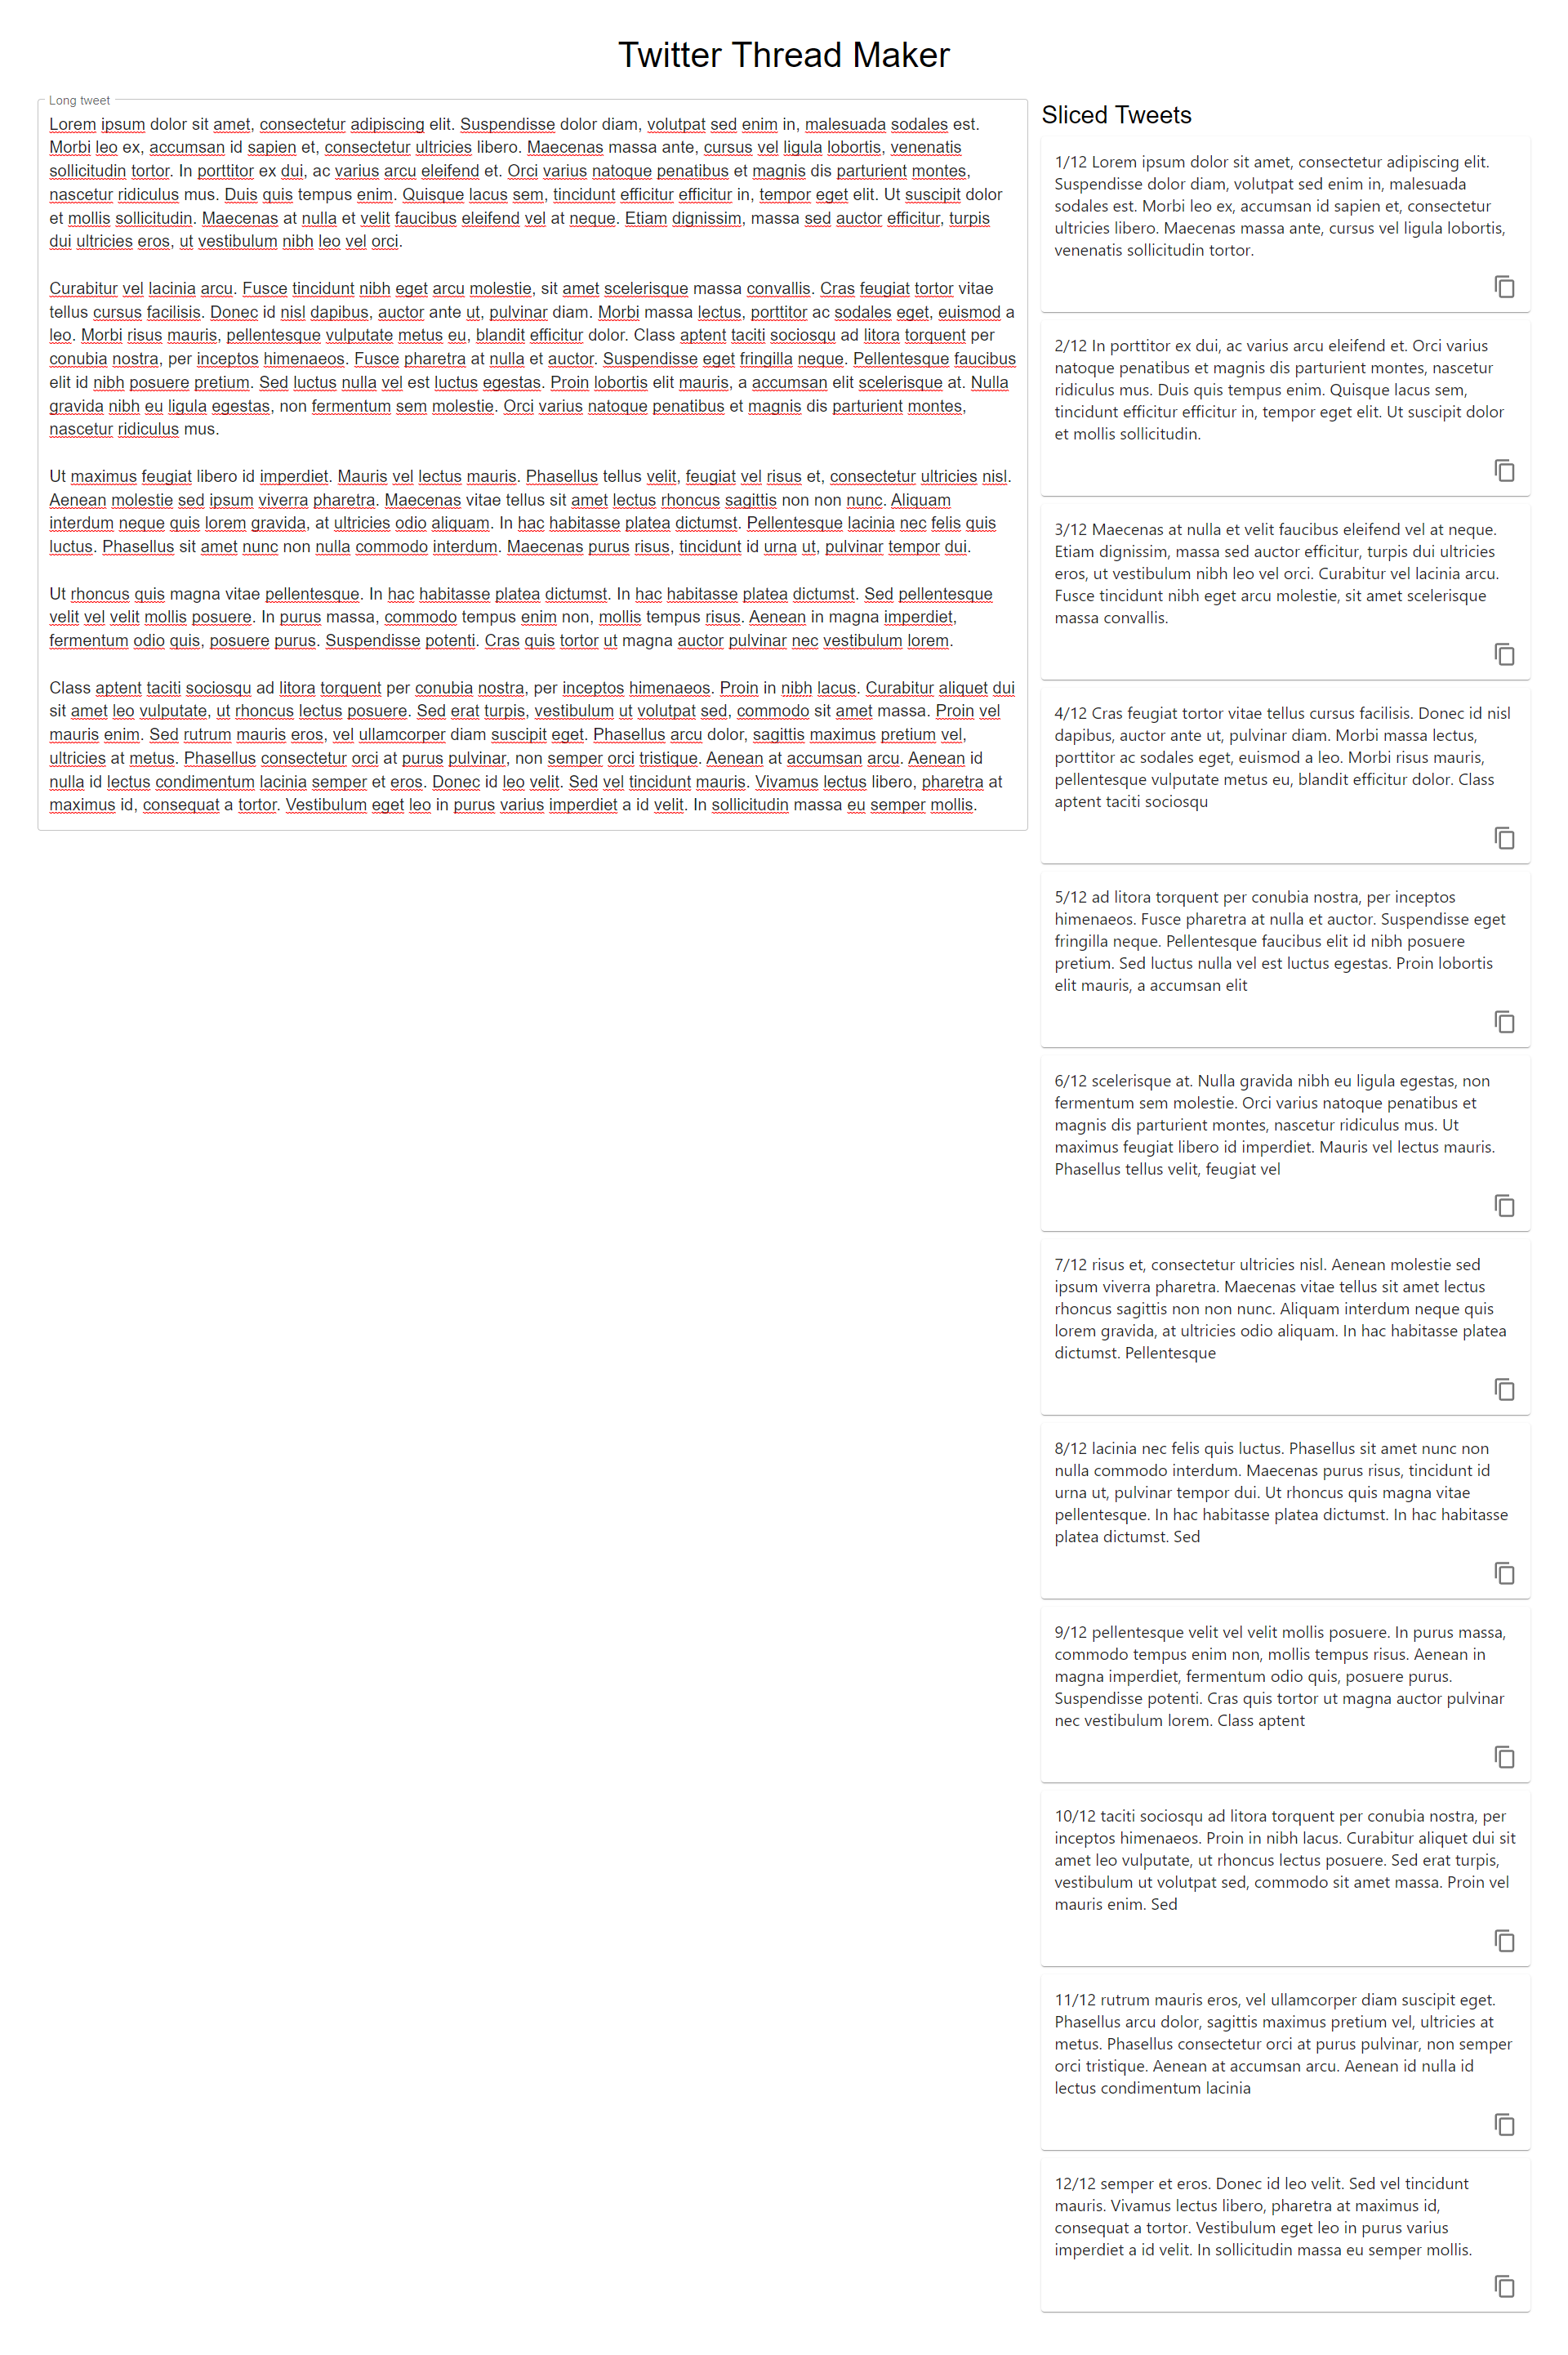 Twitter Thread Maker
Long tweet
Lorem ipsum dolor sit amet, consectetur adipiscing elit. Suspendisse dolor diam, volutpat sed enim in, malesuada sodales est.
Morbi leo ex, accumsan id sapien et, consectetur ultricies libero. Maecenas massa ante, cursus vel ligula lobortis, venenatis
sollicitudin tortor. In porttitor ex dui, ac varius arcu eleifend et. Orci varius natoque penatibus et magnis dis parturient montes,
nascetur ridiculus mus. Duis quis tempus enim. Quisque lacus sem, tincidunt efficitur efficitur in, tempor eget elit. Ut suscipit dolor
et mollis sollicitudin. Maecenas at nulla et velit faucibus eleifend vel at neque. Etiam dignissim, massa sed auctor efficitur, turpis
dui ultricies eros, ut vestibulum nibh leo vel orci.
Curabitur vel lacinia arcu. Fusce tincidunt nibh eget arcu molestie, sit amet scelerisque massa convallis. Cras feugiat tortor vitae
tellus cursus facilisis. Donec id nisl dapibus, auctor ante ut, pulvinar diam. Morbi massa lectus, porttitor ac sodales eget, euismod a
leo. Morbi risus mauris, pellentesque vulputate metus eu, blandit efficitur dolor. Class aptent taciti sociosqu ad litora torquent per
conubia nostra, per inceptos himenaeos. Fusce pharetra at nulla et auctor. Suspendisse eget fringilla neque. Pellentesque faucibus
elit id nibh posuere pretium. Sed luctus nulla vel est luctus egestas. Proin lobortis elit mauris, a accumsan elit scelerisque at. Nulla
gravida nibh eu ligula egestas, non fermentum sem molestie. Orci varius natoque penatibus et magnis dis parturient montes,
nascetur ridiculus mus.
Ut maximus feugiat libero id imperdiet. Mauris vel lectus mauris. Phasellus tellus velit, feugiat vel risus et, consectetur ultricies nisl.
Aenean molestie sed ipsum viverra pharetra. Maecenas vitae tellus sit amet lectus rhoncus sagittis non non nunc. Aliquam
interdum neque quis lorem gravida, at ultricies odio aliquam. In hac habitasse platea dictumst. Pellentesque lacinia nec felis quis
luctus. Phasellus sit amet nunc non nulla commodo interdum. Maecenas purus risus, tincidunt id urna ut, pulvinar tempor dui.
Ut rhoncus quis magna vitae pellentesque. In hac habitasse platea dictumst. In hac habitasse platea dictumst. Sed pellentesque
velit vel velit mollis posuere. In purus massa, commodo tempus enim non, mollis tempus risus. Aenean in magna imperdiet,
fermentum odio quis, posuere purus. Suspendisse potenti. Cras quis tortor ut magna auctor pulvinar nec vestibulum lorem.
Class aptent taciti sociosqu ad litora torquent per conubia nostra, per inceptos himenaeos. Proin in nibh lacus. Curabitur aliquet dui
sit amet leo vulputate, ut rhoncus lectus posuere. Sed erat turpis, vestibulum ut volutpat sed, commodo sit amet massa. Proin vel
mauris enim. Sed rutrum mauris eros, vel ullamcorper diam suscipit eget. Phasellus arcu dolor, sagittis maximus pretium vel,
ultricies at metus. Phasellus consectetur orci at purus pulvinar, non semper orci tristique. Aenean at accumsan arcu. Aenean id
nulla id lectus condimentum lacinia semper et eros. Donec id leo velit. Sed vel tincidunt mauris. Vivamus lectus libero, pharetra at
maximus id, consequat a tortor. Vestibulum eget leo in purus varius imperdiet a id velit. In sollicitudin massa eu semper mollis.
Sliced Tweets
1/12 Lorem ipsum dolor sit amet, consectetur adipiscing elit.
Suspendisse dolor diam, volutpat sed enim in, malesuada
sodales est. Morbi leo ex, accumsan id sapien et, consectetur
ultricies libero. Maecenas massa ante, cursus vel ligula lobortis,
venenatis sollicitudin tortor.
2/12 In porttitor ex dui, ac varius arcu eleifend et. Orci varius
natoque penatibus et magnis dis parturient montes, nascetur
ridiculus mus. Duis quis tempus enim. Quisque lacus sem,
tincidunt efficitur efficitur in, tempor eget elit. Ut suscipit dolor
et mollis sollicitudin.
3/12 Maecenas at nulla et velit faucibus eleifend vel at neque.
Etiam dignissim, massa sed auctor efficitur, turpis dui ultricies
eros, ut vestibulum nibh leo vel orci. Curabitur vel lacinia arcu.
Fusce tincidunt nibh eget arcu molestie, sit amet scelerisque
massa convallis.
4/12 Cras feugiat tortor vitae tellus cursus facilisis. Donec id nisl
dapibus, auctor ante ut, pulvinar diam. Morbi massa lectus,
porttitor ac sodales eget, euismod a leo. Morbi risus mauris,
pellentesque vulputate metus eu, blandit efficitur dolor. Class
aptent taciti sociosqu
5/12 ad litora torquent per conubia nostra, per inceptos
himenaeos. Fusce pharetra at nulla et auctor. Suspendisse eget
fringilla neque. Pellentesque faucibus elit id nibh posuere
pretium. Sed luctus nulla vel est luctus egestas. Proin lobortis
elit mauris, a accumsan elit
6/12 scelerisque at. Nulla gravida nibh eu ligula egestas, non
fermentum sem molestie. Orci varius natoque penatibus et
magnis dis parturient montes, nascetur ridiculus mus. Ut
maximus feugiat libero id imperdiet. Mauris vel lectus mauris.
Phasellus tellus velit, feugiat vel
7/12 risus et, consectetur ultricies nisl. Aenean molestie sed
ipsum viverra pharetra. Maecenas vitae tellus sit amet lectus
rhoncus sagittis non non nunc. Aliquam interdum neque quis
lorem gravida, at ultricies odio aliquam. In hac habitasse platea
dictumst. Pellentesque
8/12 lacinia nec felis quis luctus. Phasellus sit amet nunc non
nulla commodo interdum. Maecenas purus risus, tincidunt id
urna ut, pulvinar tempor dui. Ut rhoncus quis magna vitae
pellentesque. In hac habitasse platea dictumst. In hac habitasse
platea dictumst. Sed
9/12 pellentesque velit vel velit mollis posuere. In purus massa,
commodo tempus enim non, mollis tempus risus. Aenean in
magna imperdiet, fermentum odio quis, posuere purus.
Suspendisse potenti. Cras quis tortor ut magna auctor pulvinar
nec vestibulum lorem. Class aptent
10/12 taciti sociosqu ad litora torquent per conubia nostra, per
inceptos himenaeos. Proin in nibh lacus. Curabitur aliquet dui sit
amet leo vulputate, ut rhoncus lectus posuere. Sed erat turpis,
vestibulum ut volutpat sed, commodo sit amet massa. Proin vel
mauris enim. Sed
11/12 rutrum mauris eros, vel ullamcorper diam suscipit eget.
Phasellus arcu dolor, sagittis maximus pretium vel, ultricies at
metus. Phasellus consectetur orci at purus pulvinar, non semper
orci tristique. Aenean at accumsan arcu. Aenean id nulla id
lectus condimentum lacinia
12/12 semper et eros. Donec id leo velit. Sed vel tincidunt
mauris. Vivamus lectus libero, pharetra at maximus id,
consequat a tortor. Vestibulum eget leo in purus varius
imperdiet a id velit. In sollicitudin massa eu semper mollis.